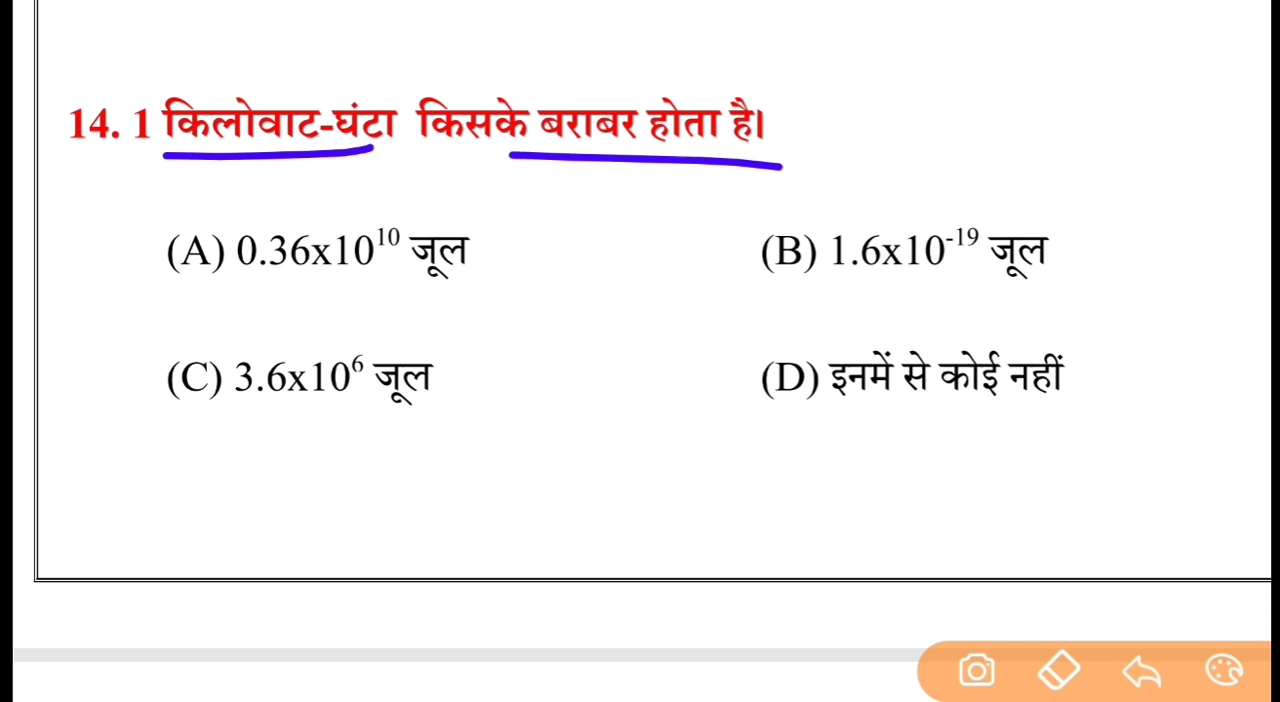 14. 1 किलोवाट-घंटा किसके बराबर होता है।
(A) 0.36x10¹⁰ जूल (B) 1.6x10⁻¹⁹ जूल
(C) 3.6x10⁶ जूल (D) इनमें से कोई नहीं